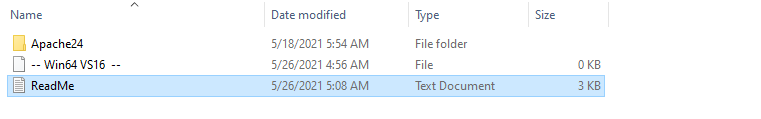 Name Date modified Type Size
Apache24 5/18/2021 5:54 AM File folder
-- Win64 VS16 -- 5/26/2021 4:56 AM File 0 KB
ReadMe 5/26/2021 5:08 AM Text Document 3 KB